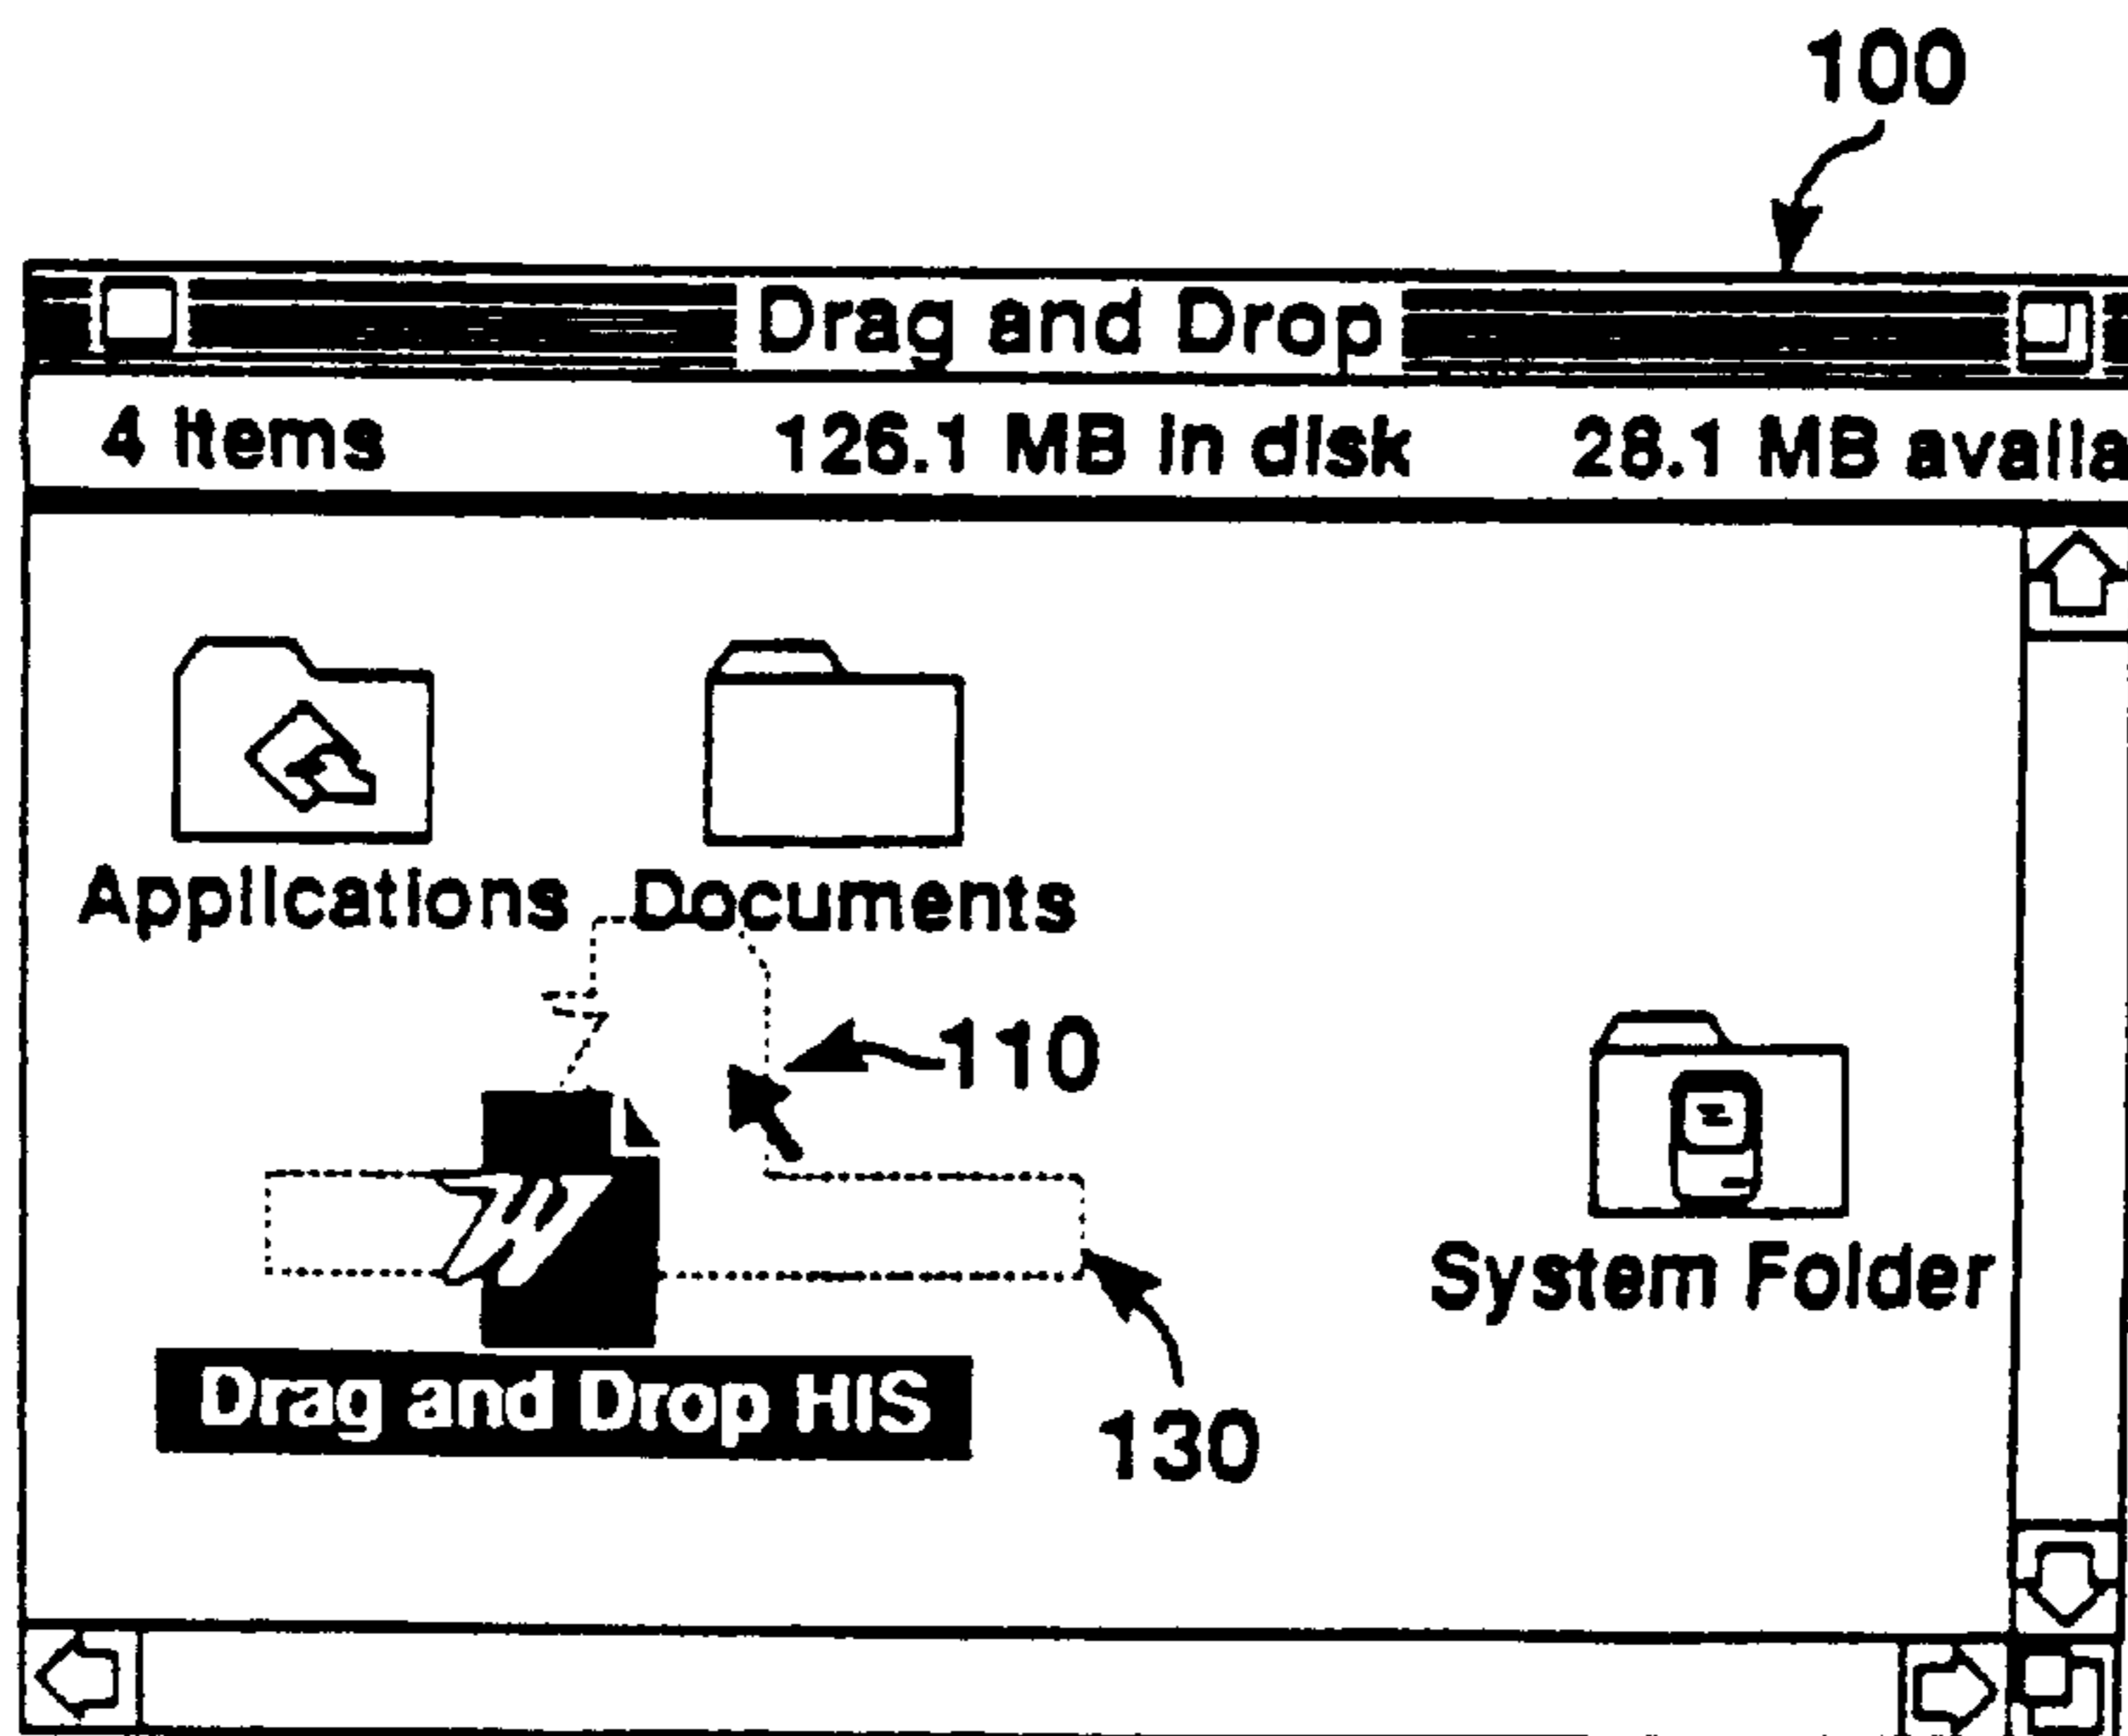 100
Drag and Drop
4 items 126.1 MB in disk 28.1 MB availa
Applications Documents
110
System Folder
Drag and Drop HIS
130